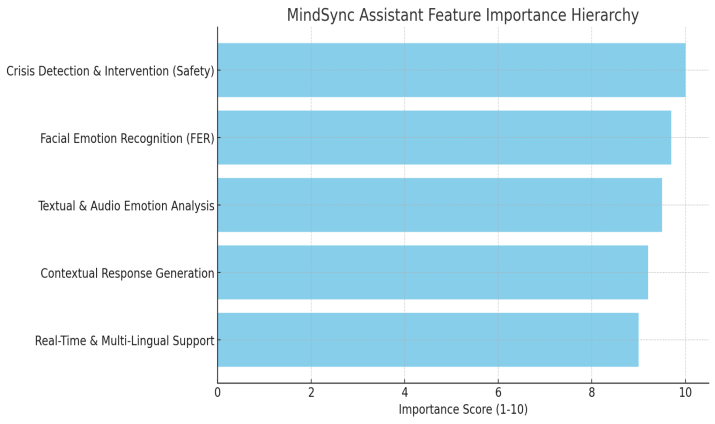 MindSync Assistant Feature Importance Hierarchy
Crisis Detection & Intervention (Safety)
Facial Emotion Recognition (FER)
Textual & Audio Emotion Analysis
Contextual Response Generation
Real-Time & Multi-Lingual Support
0 2 4 6 8 10
Importance Score (1-10)